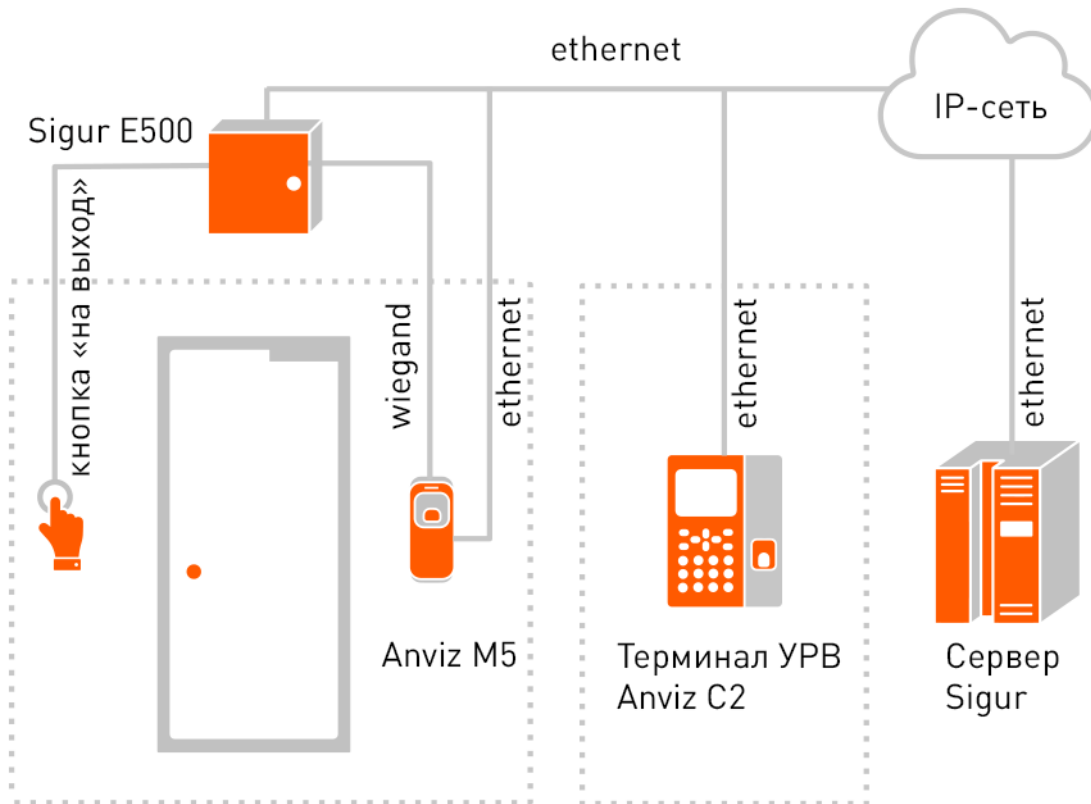 ethernet
IP-сеть
Sigur E500
кнопка «на выход»
wiegand
ethernet
ethernet
ethernet
Anviz M5
Терминал УРВ
Anviz C2
Сервер
Sigur